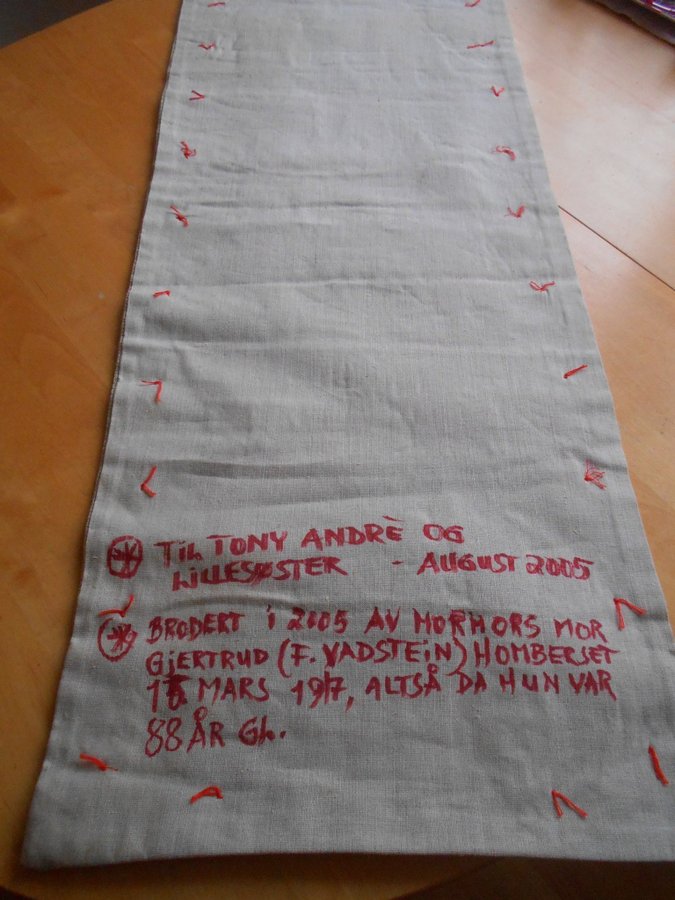 TIL TONY ANDRÈ OG
LILLESØSTER - AUGUST 2005
BRODERT i 2005 AV MORMORS MOR
GJERTRUD (F. VADSTEiN) HOMBERSET
MARS 1917, ALTSÅ DA HUN VAR
88 ÅR GL.